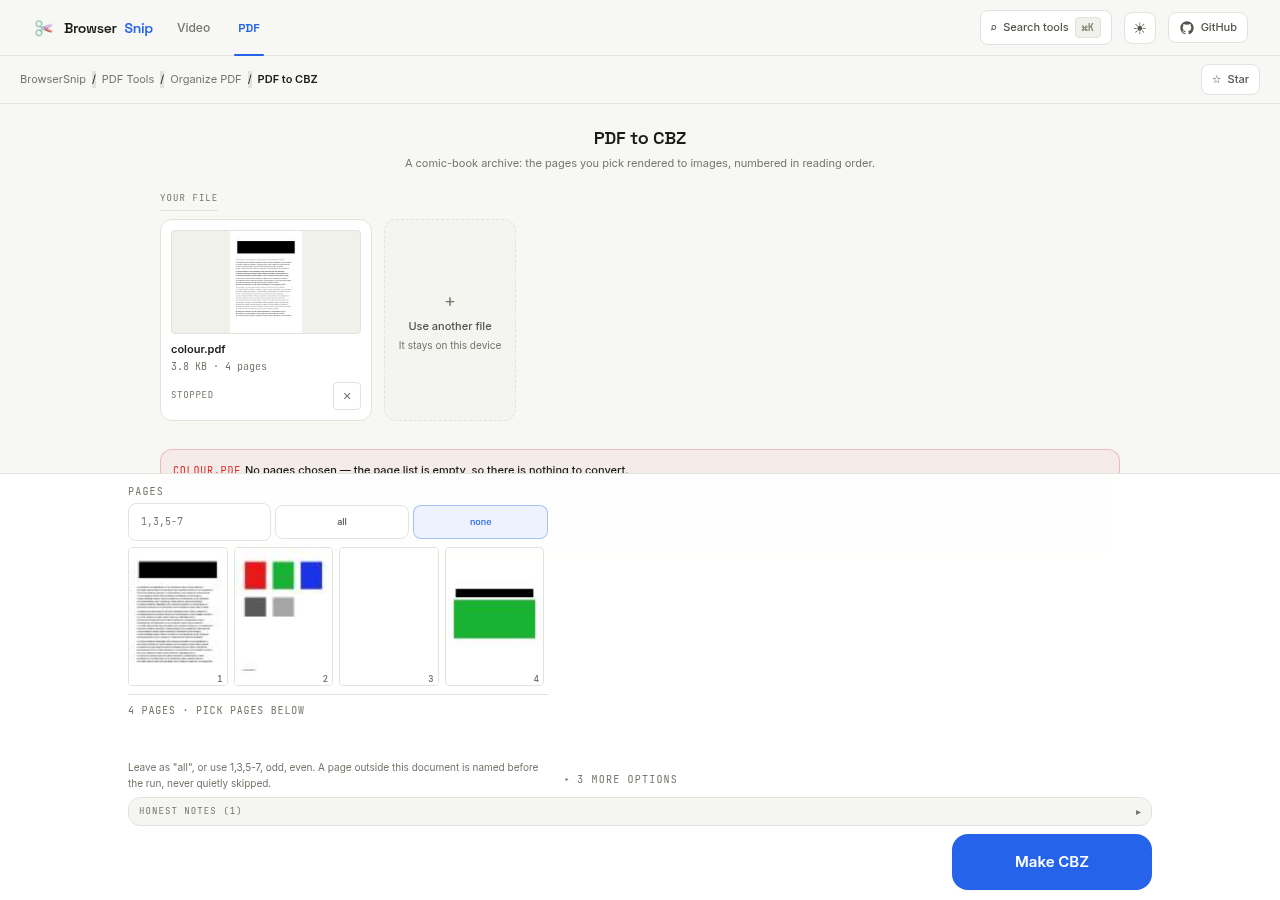 Browser Snip Video PDF Search tools ⌘K GitHub
BrowserSnip / PDF Tools / Organize PDF / PDF to CBZ ☆ Star
PDF to CBZ
A comic-book archive: the pages you pick rendered to images, numbered in reading order.
YOUR FILE
colour.pdf
3.8 KB · 4 pages
STOPPED ×
+
Use another file
It stays on this device
COLOUR.PDF No pages chosen — the page list is empty, so there is nothing to convert.
PAGES
1,3,5-7 all none
1 2 3 4
4 PAGES · PICK PAGES BELOW
Leave as "all", or use 1,3,5-7, odd, even. A page outside this document is named before
the run, never quietly skipped.
▸ 3 MORE OPTIONS
HONEST NOTES (1) ▸
Make CBZ